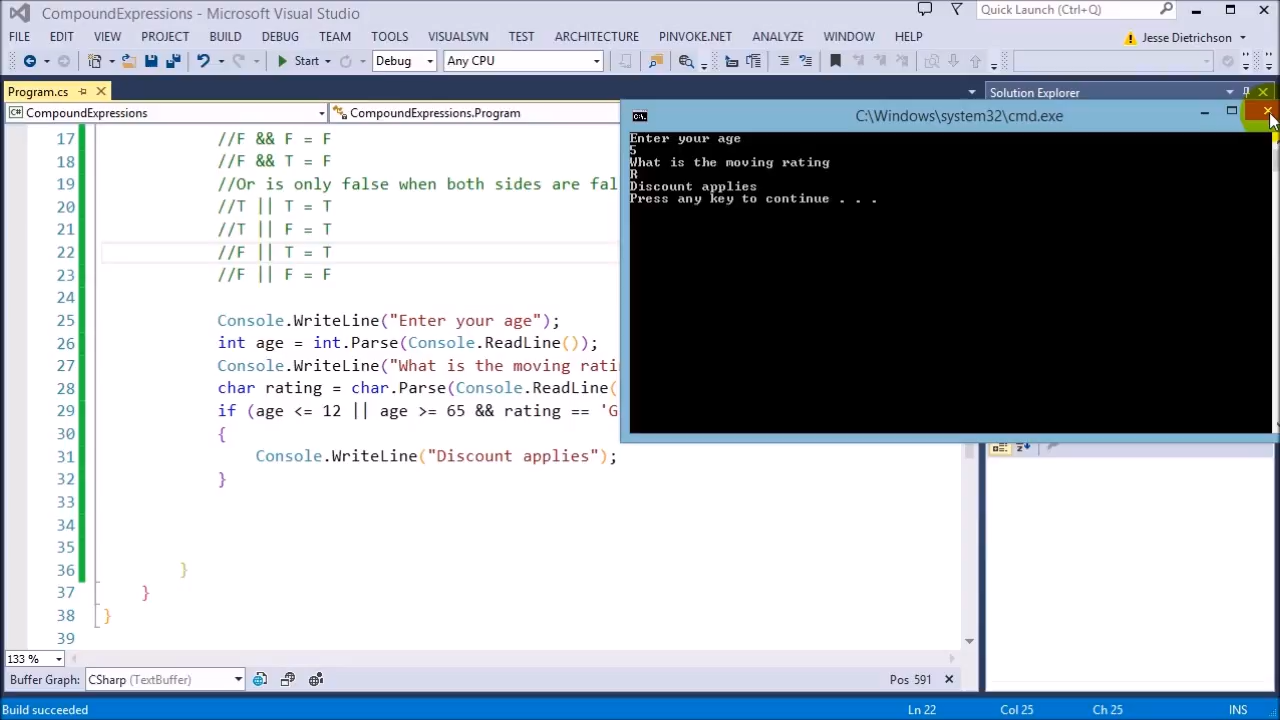 CompoundExpressions - Microsoft Visual Studio
Quick Launch (Ctrl+Q)
FILE EDIT VIEW PROJECT BUILD DEBUG TEAM TOOLS VISUALSVN TEST ARCHITECTURE PINVOKE.NET ANALYZE WINDOW HELP
Jesse Dietrichson
Start Debug Any CPU
Program.cs
Solution Explorer
CompoundExpressions
CompoundExpressions.Program
C:\Windows\system32\cmd.exe
Enter your age
5
What is the moving rating
R
Discount applies
Press any key to continue . . .
17 //F && F = F
18 //F && T = F
19 //Or is only false when both sides are fal
20 //T || T = T
21 //T || F = T
22 //F || T = T
23 //F || F = F
24
25 Console.WriteLine("Enter your age");
26 int age = int.Parse(Console.ReadLine());
27 Console.WriteLine("What is the moving ratin
28 char rating = char.Parse(Console.ReadLine(
29 if (age <= 12 || age >= 65 && rating == 'G
30 {
31 Console.WriteLine("Discount applies");
32 }
33
34
35
36 }
37 }
38 }
39
133 %
Buffer Graph: CSharp (TextBuffer) Pos 591
Build succeeded Ln 22 Col 25 Ch 25 INS